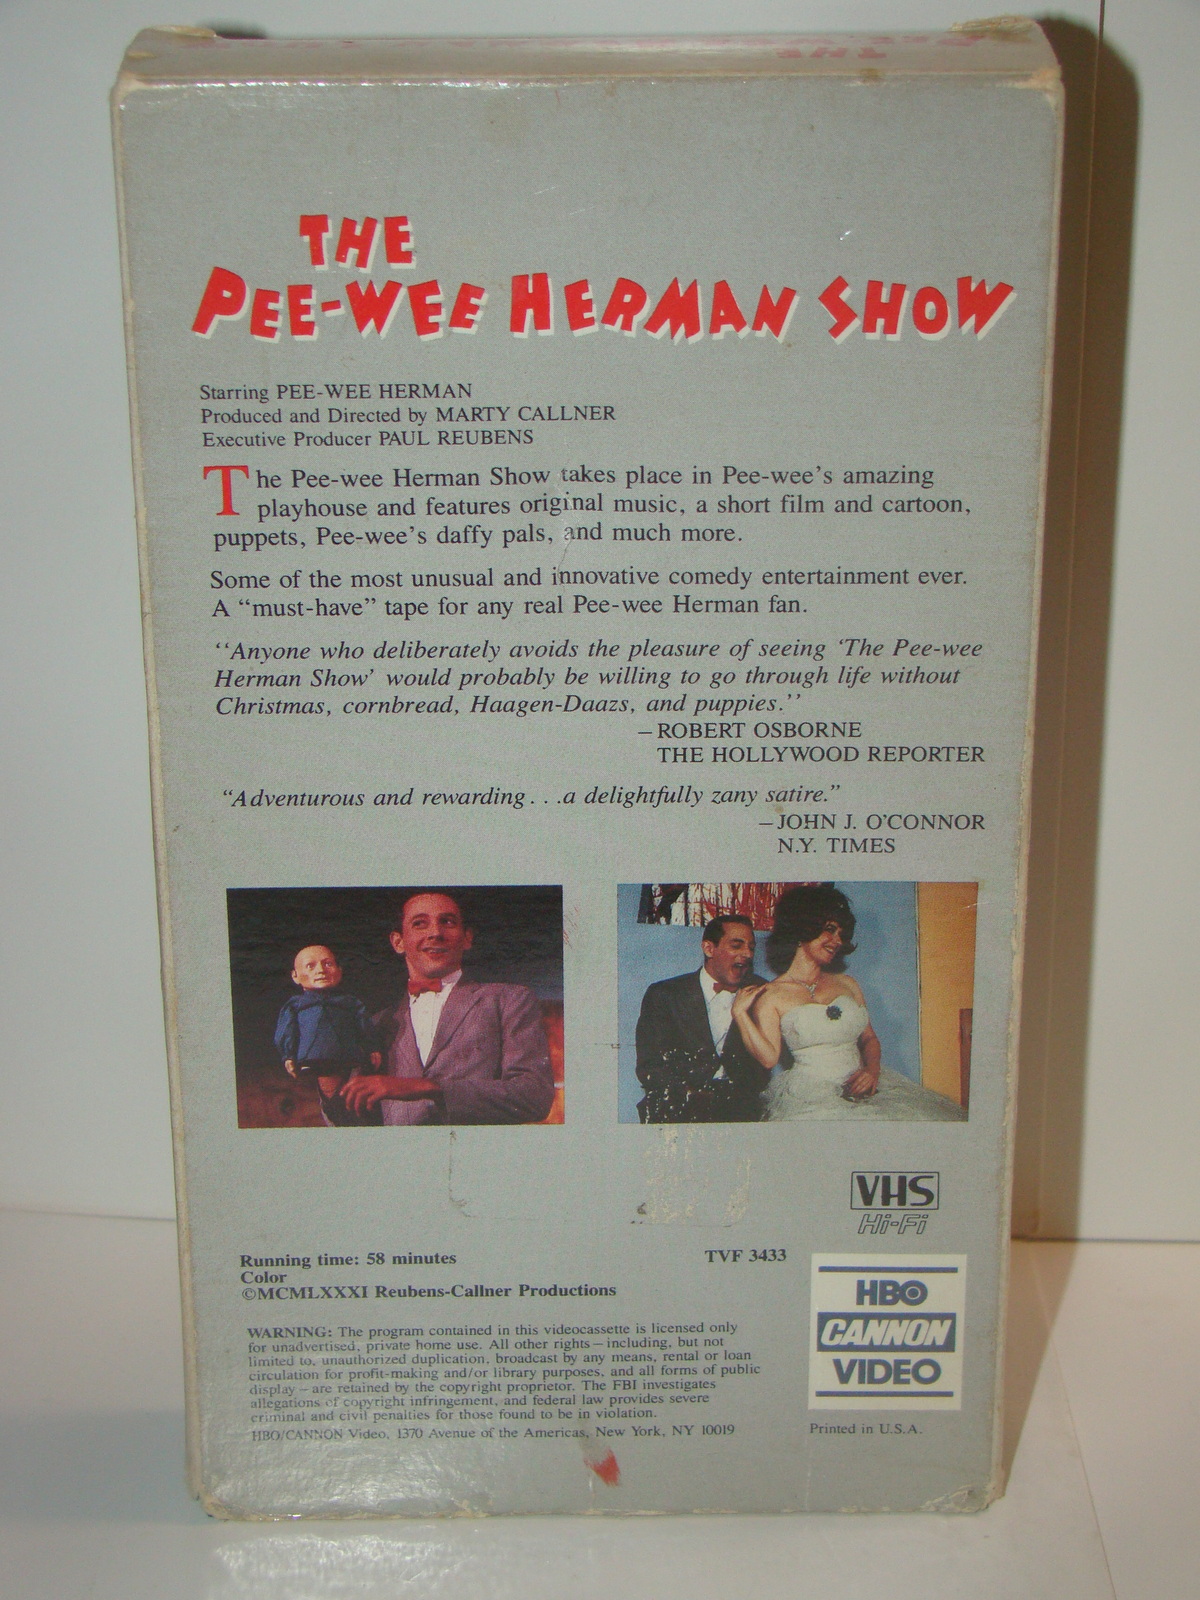 THE
THE
PEE-WEE HERMAN SHOW
Starring PEE-WEE HERMAN
Produced and Directed by MARTY CALLNER
Executive Producer PAUL REUBENS
The Pee-wee Herman Show takes place in Pee-wee's amazing
playhouse and features original music, a short film and cartoon,
puppets, Pee-wee's daffy pals, and much more.
Some of the most unusual and innovative comedy entertainment ever.
A “must-have” tape for any real Pee-wee Herman fan.
‘‘Anyone who deliberately avoids the pleasure of seeing ‘The Pee-wee
Herman Show’ would probably be willing to go through life without
Christmas, cornbread, Haagen-Daazs, and puppies.’’
—ROBERT OSBORNE
THE HOLLYWOOD REPORTER
“Adventurous and rewarding...a delightfully zany satire.”
—JOHN J. O'CONNOR
N.Y. TIMES
VHS
Hi-Fi
Running time: 58 minutes
TVF 3433
Color
©MCMLXXXI Reubens-Callner Productions
HBO
CANNON
VIDEO
WARNING: The program contained in this videocassette is licensed only
for unadvertised, private home use. All other rights—including, but not
limited to, unauthorized duplication, broadcast by any means, rental or loan
circulation for profit-making and/or library purposes, and all forms of public
display—are retained by the copyright proprietor. The FBI investigates
allegations of copyright infringement, and federal law provides severe
criminal and civil penalties for those found to be in violation.
HBO/CANNON Video, 1370 Avenue of the Americas, New York, NY 10019
Printed in U.S.A.